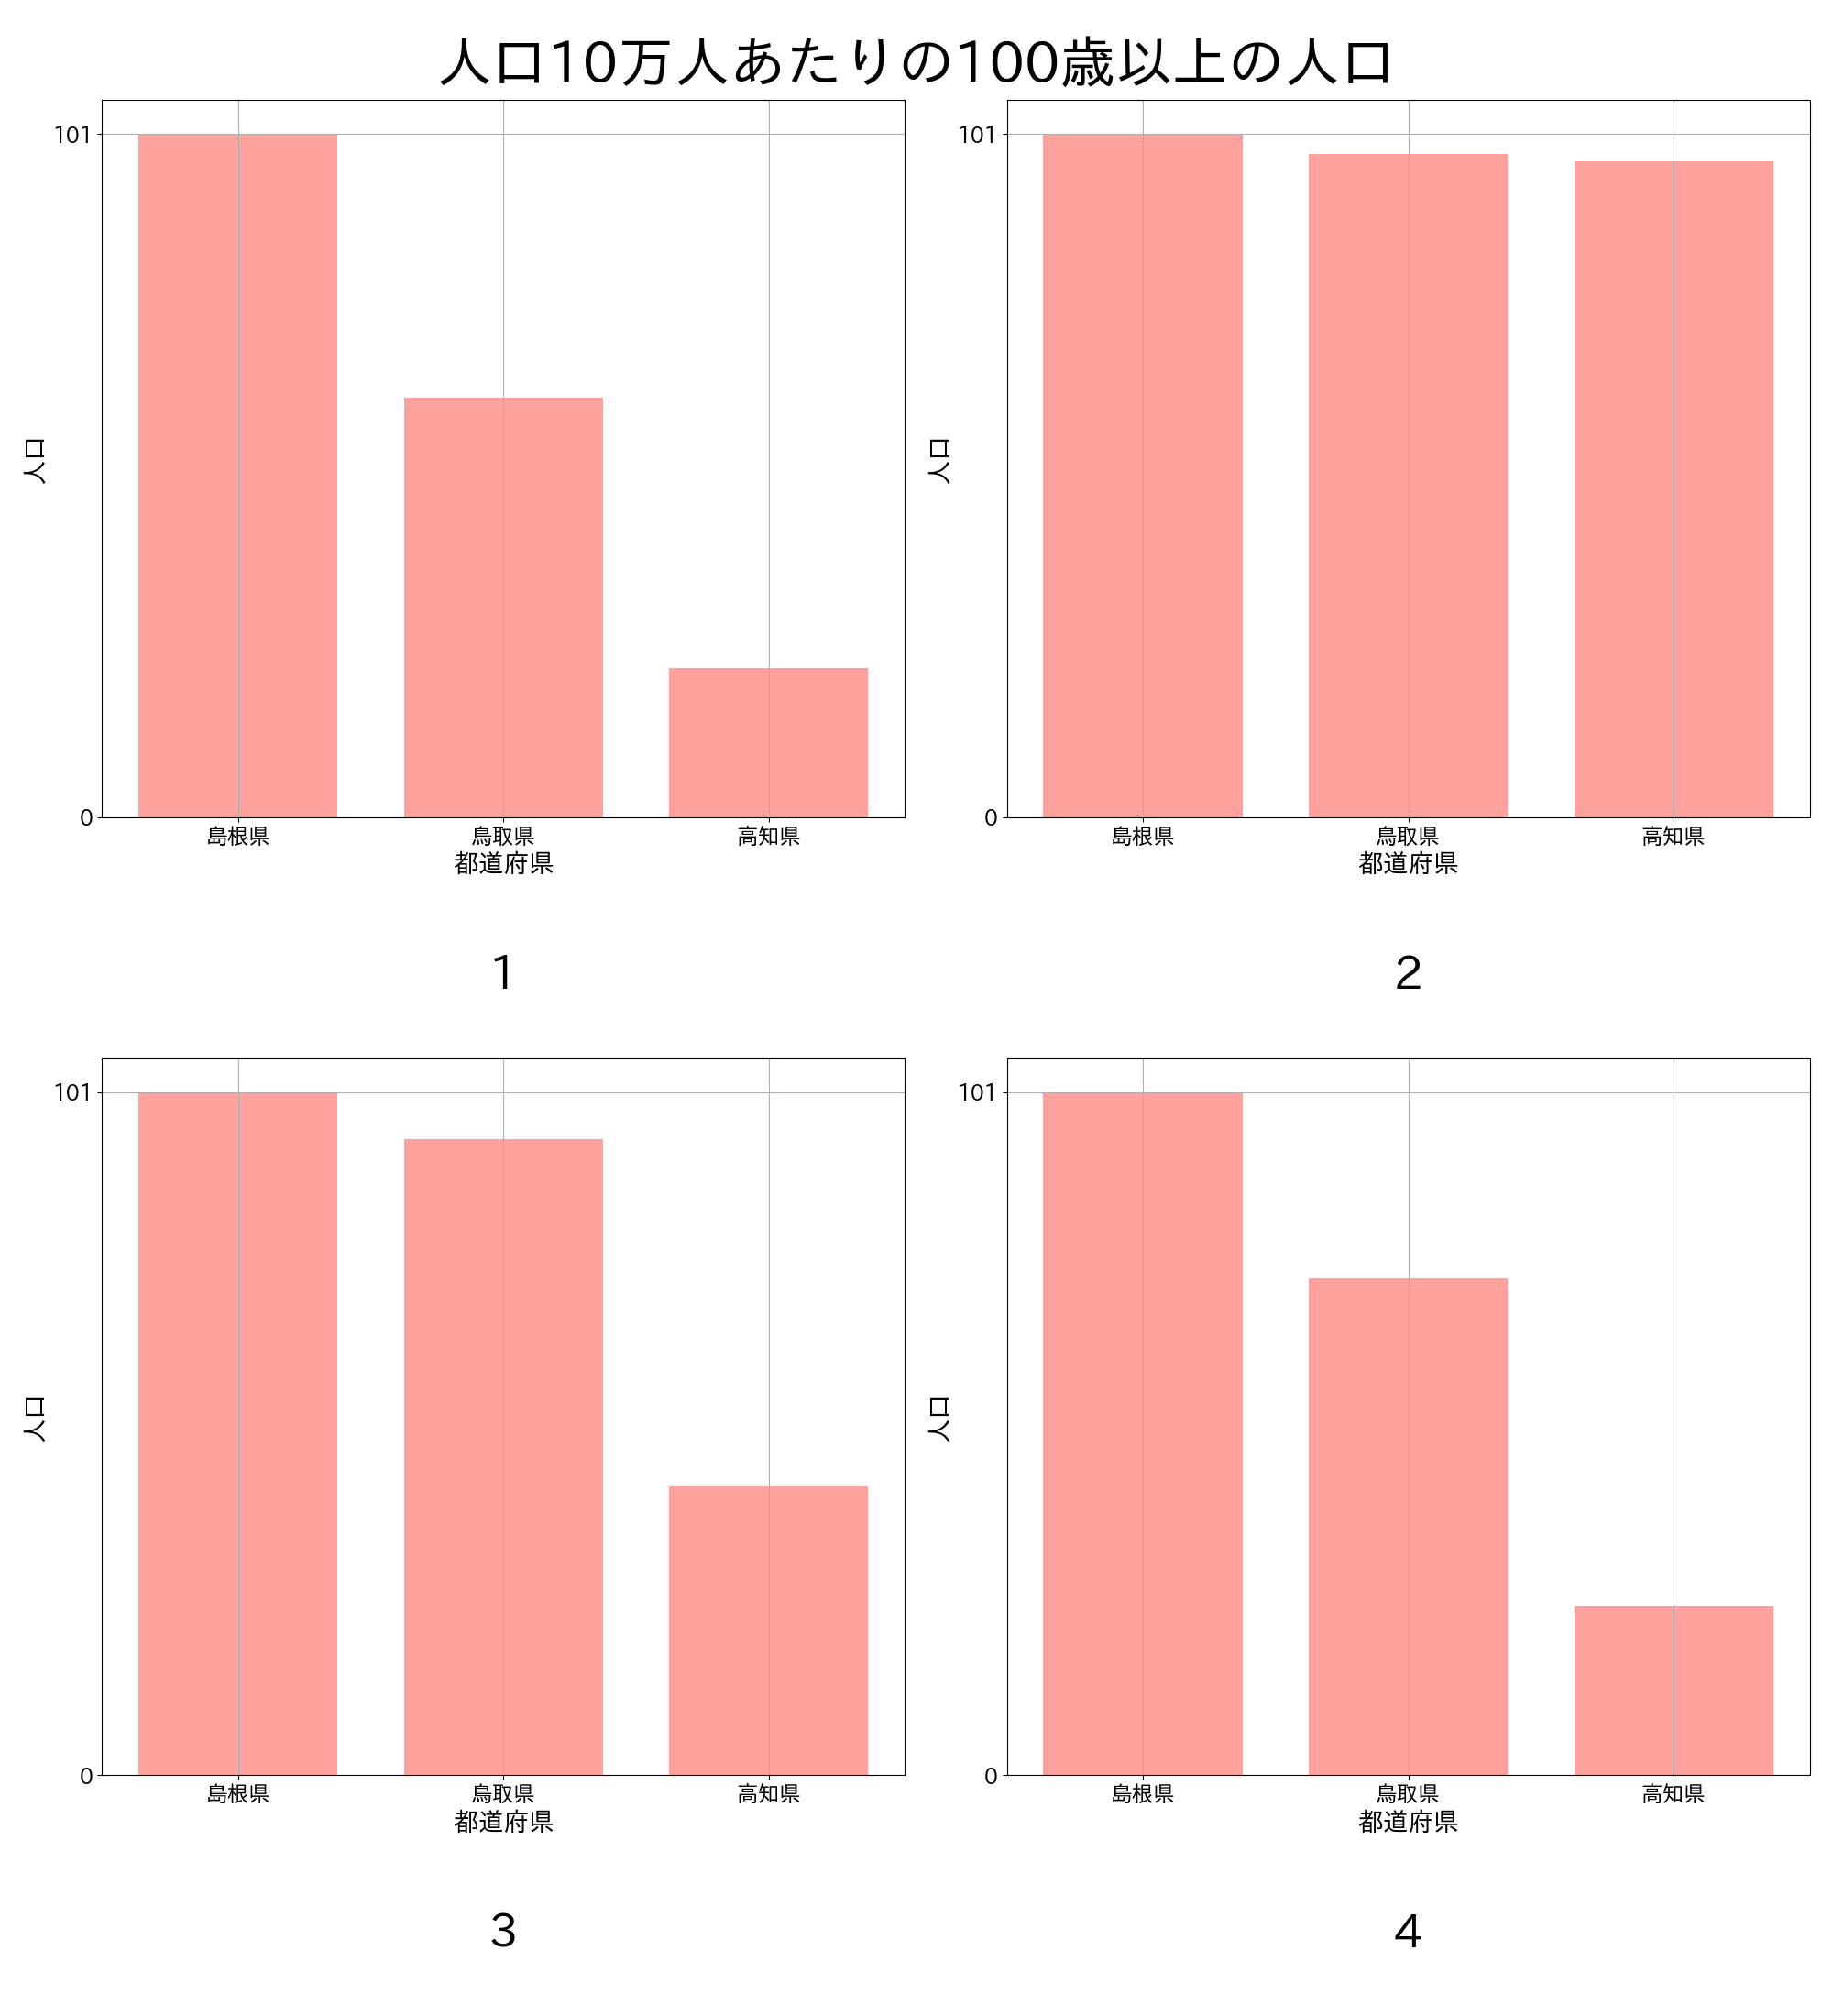 人口10万人あたりの100歳以上の人口
人口
101
0
島根県 鳥取県 高知県
都道府県
1
人口
101
0
島根県 鳥取県 高知県
都道府県
2
人口
101
0
島根県 鳥取県 高知県
都道府県
3
人口
101
0
島根県 鳥取県 高知県
都道府県
4